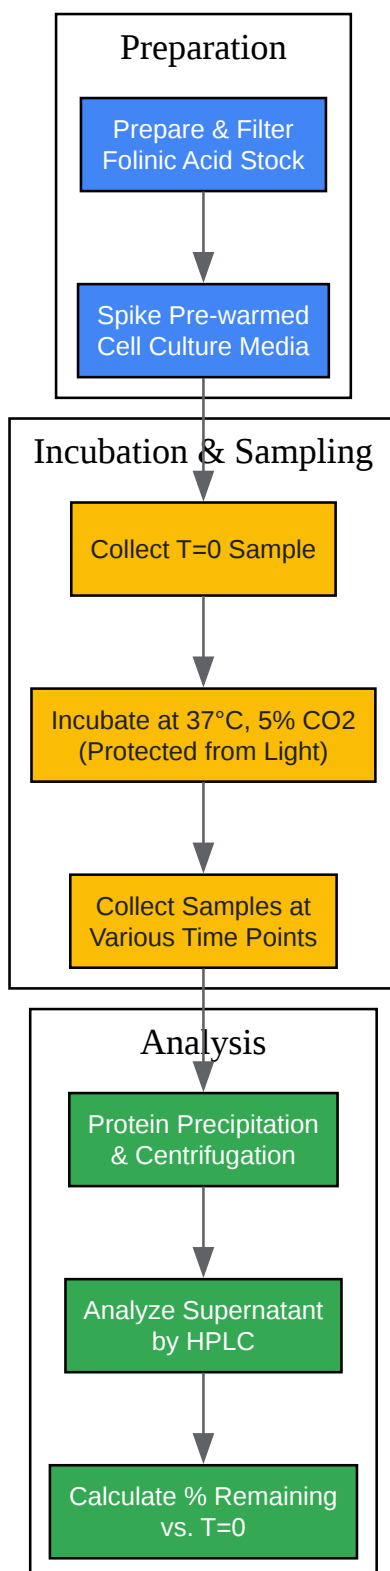 Preparation
Prepare & Filter
Folinic Acid Stock
Spike Pre-warmed
Cell Culture Media
Incubation & Sampling
Collect T=0 Sample
Incubate at 37°C, 5% CO2
(Protected from Light)
Collect Samples at
Various Time Points
Analysis
Protein Precipitation
& Centrifugation
Analyze Supernatant
by HPLC
Calculate % Remaining
vs. T=0